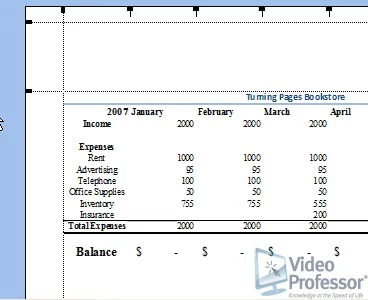 Turning Pages Bookstore
2007 January February March April
Income 2000 2000 2000
Expenses
Rent 1000 1000 1000
Advertising 95 95 95
Telephone 100 100 100
Office Supplies 50 50 50
Inventory 755 755 555
Insurance 200
Total Expenses 2000 2000 2000
Balance $ - $ - $ - $
Video
Professor®
Knowledge at the Speed of Life